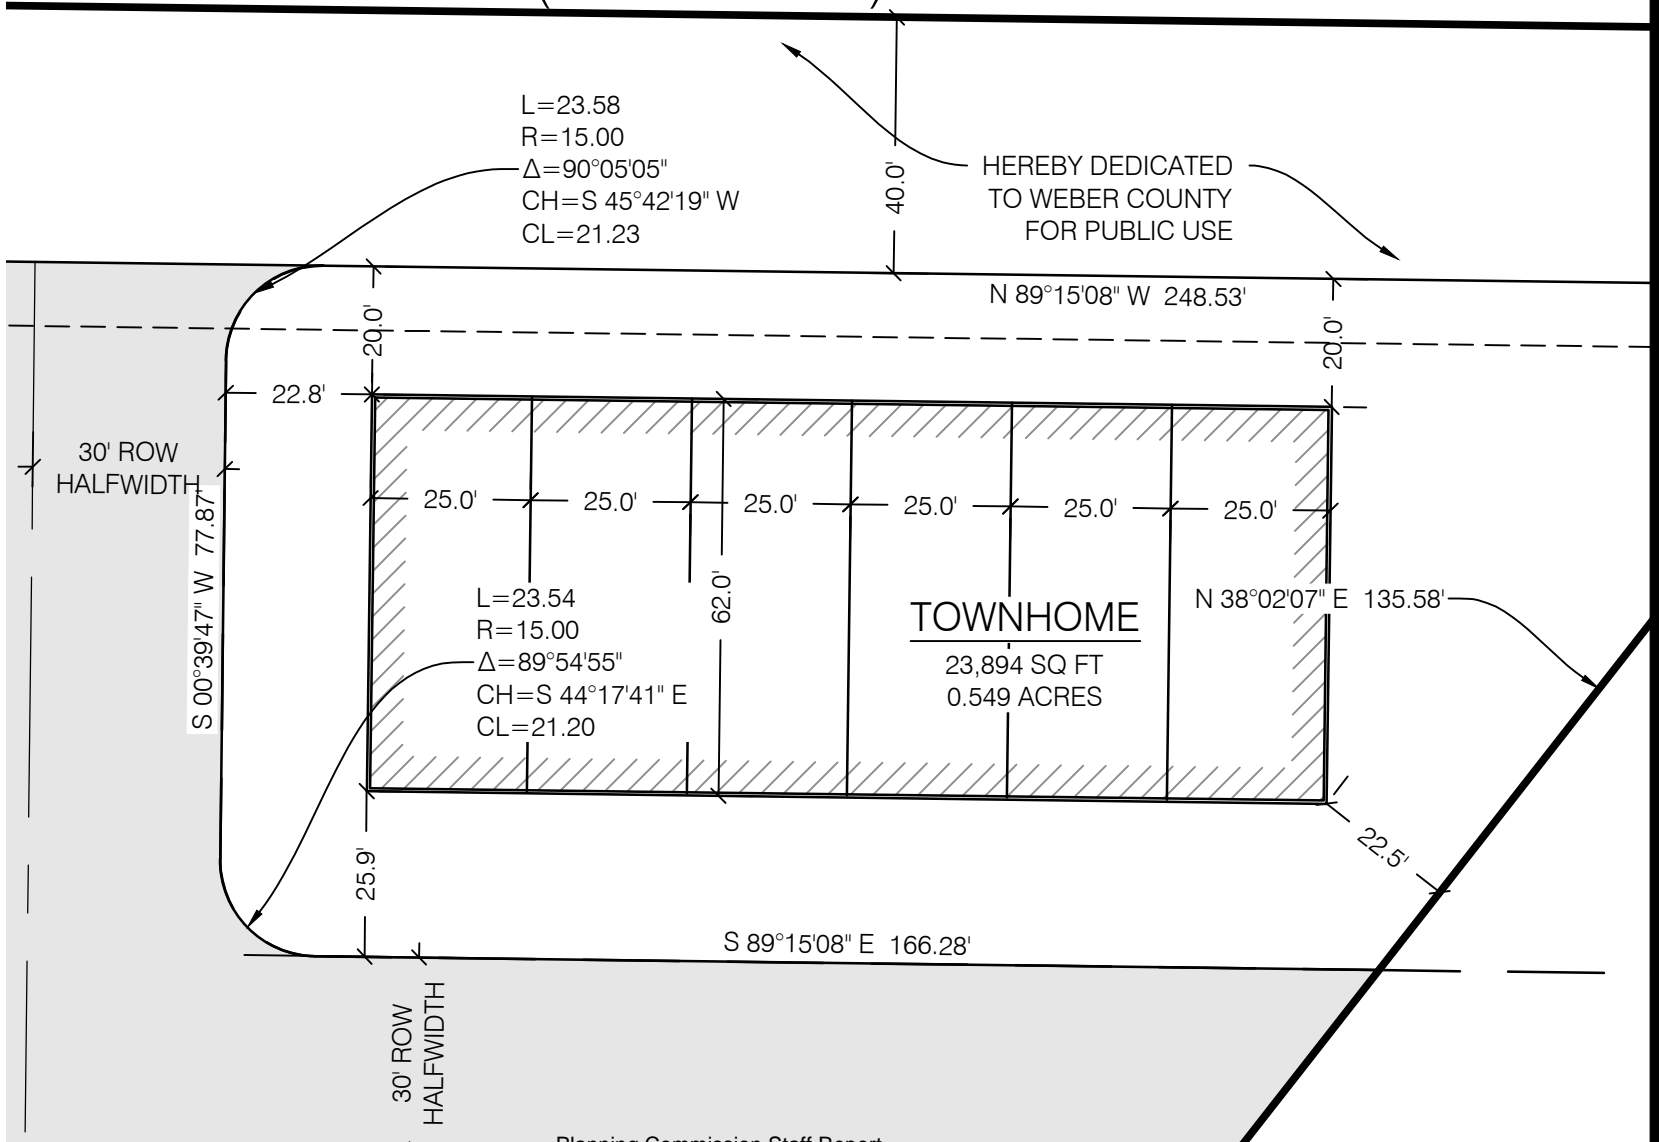 L=23.58
R=15.00
Δ=90°05'05"
CH=S 45°42'19" W
CL=21.23
40.0'
HEREBY DEDICATED
TO WEBER COUNTY
FOR PUBLIC USE
N 89°15'08" W 248.53'
20.0'
20.0'
22.8'
30' ROW
HALFWIDTH
S 00°39'47" W 77.87'
25.0'
25.0'
25.0'
25.0'
25.0'
25.0'
62.0'
L=23.54
R=15.00
Δ=89°54'55"
CH=S 44°17'41" E
CL=21.20
TOWNHOME
23,894 SQ FT
0.549 ACRES
N 38°02'07" E 135.58'
22.5'
25.9'
S 89°15'08" E 166.28'
30' ROW
HALFWIDTH
Planning Commission Staff Report